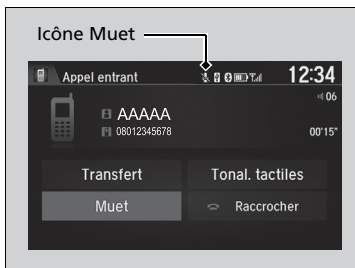 Icône Muet
Appel entrant 12:34
06
AAAAA
08012345678
00'15"
Transfert Tonal. tactiles
Muet Raccrocher